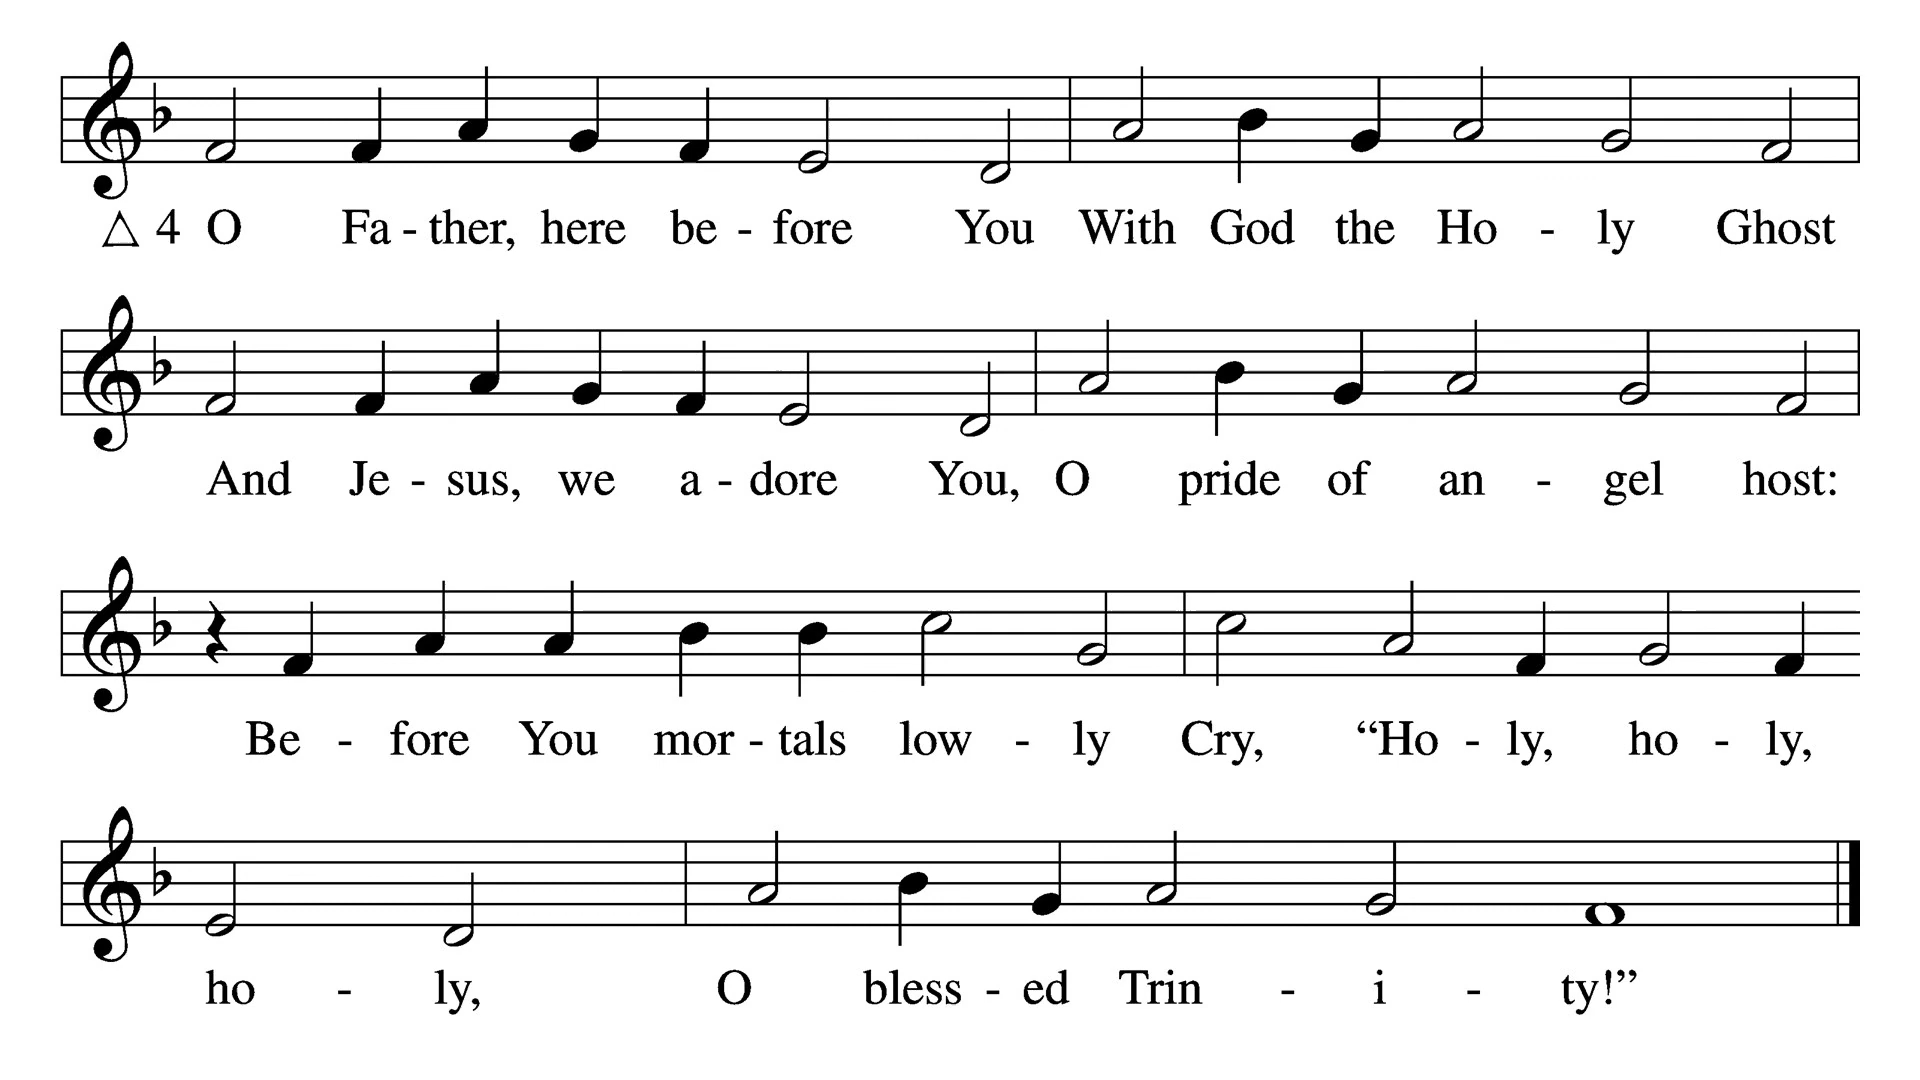 △ 4 O Fa - ther, here be - fore You With God the Ho - ly Ghost
And Je - sus, we a - dore You, O pride of an - gel host:
Be - fore You mor - tals low - ly Cry, “Ho - ly, ho - ly,
ho - ly, O bless - ed Trin - i - ty!”